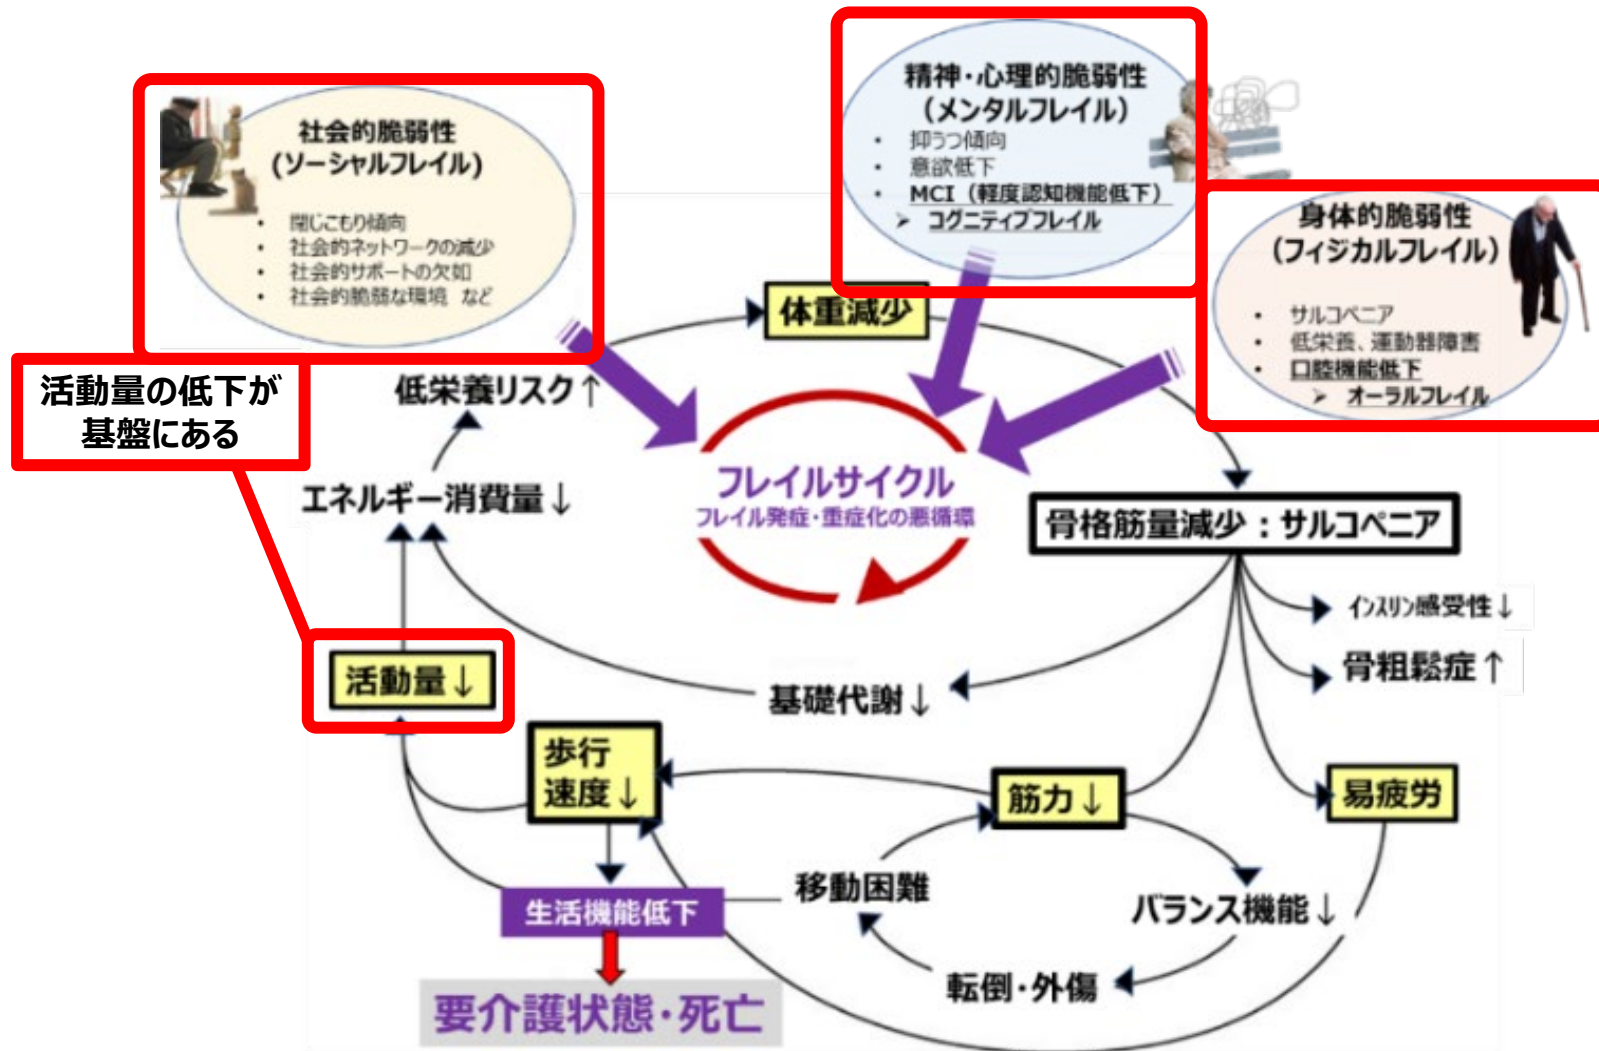 精神・心理的脆弱性
（メンタルフレイル）
・ 抑うつ傾向
・ 意欲低下
・ MCI（軽度認知機能低下）
➢ コグニティブフレイル
社会的脆弱性
(ソーシャルフレイル)
・ 閉じこもり傾向
・ 社会的ネットワークの減少
・ 社会的サポートの欠如
・ 社会的脆弱な環境 など
身体的脆弱性
（フィジカルフレイル）
・ サルコペニア
・ 低栄養、運動器障害
・ 口腔機能低下
➢ オーラルフレイル
活動量の低下が
基盤にある
体重減少
低栄養リスク↑
エネルギー消費量↓
フレイルサイクル
フレイル発症・重症化の悪循環
骨格筋量減少：サルコペニア
インスリン感受性↓
骨粗鬆症↑
活動量↓
基礎代謝↓
歩行
速度↓
筋力↓
易疲労
移動困難
生活機能低下
バランス機能↓
転倒・外傷
要介護状態・死亡